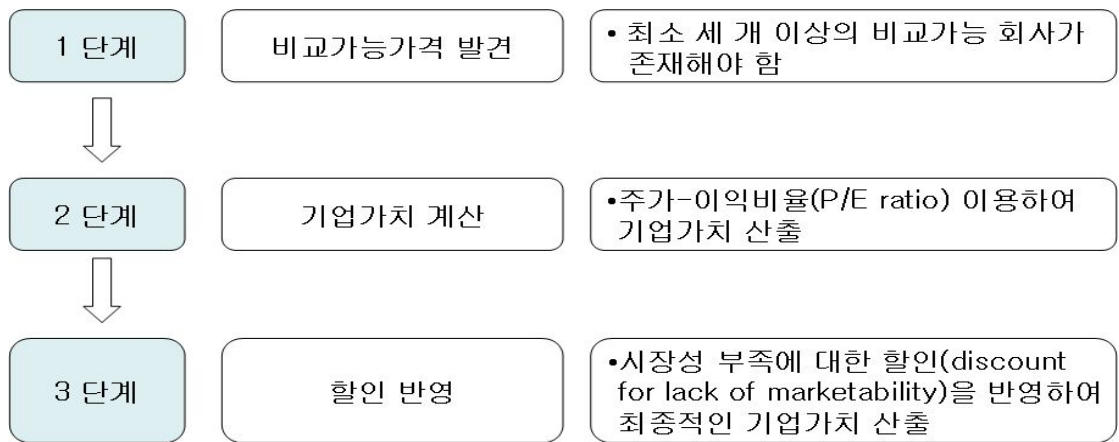 1 단계
비교가능가격 발견
• 최소 세 개 이상의 비교가능 회사가
존재해야 함
2 단계
기업가치 계산
•주가-이익비율(P/E ratio) 이용하여
기업가치 산출
3 단계
할인 반영
•시장성 부족에 대한 할인(discount
for lack of marketability)을 반영하여
최종적인 기업가치 산출